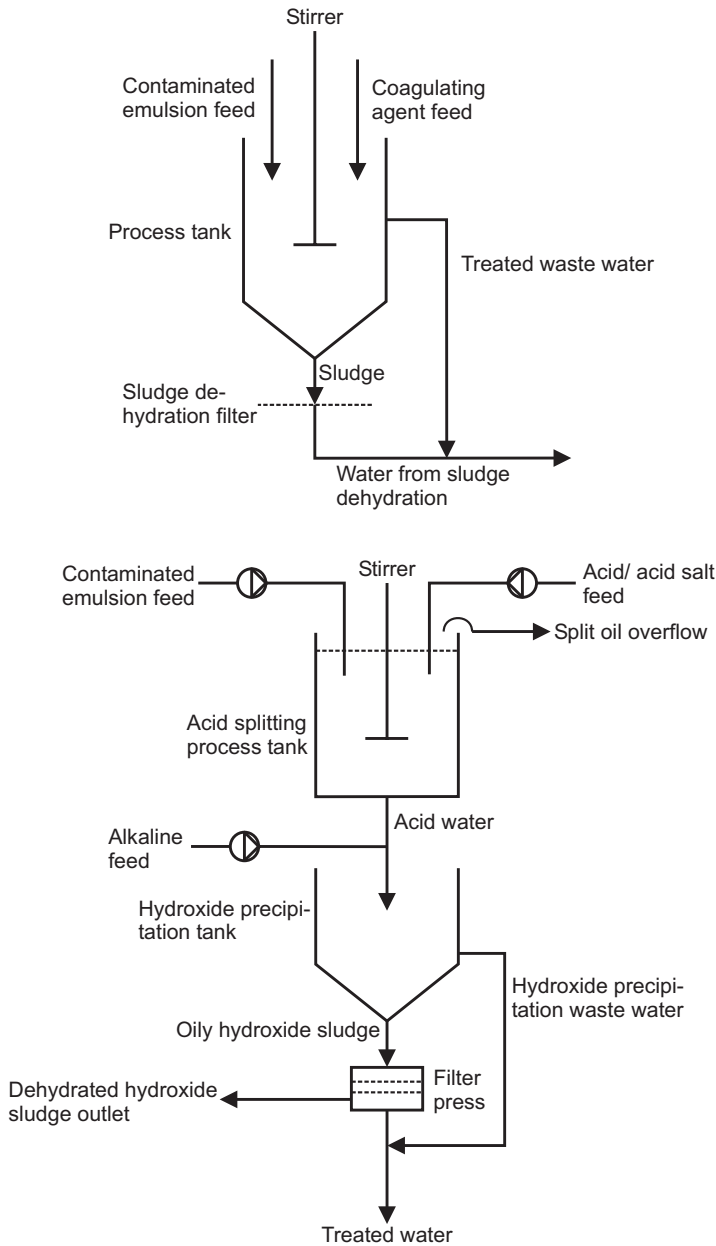 Stirrer
Contaminated
emulsion feed
Coagulating
agent feed
Process tank
Treated waste water
Sludge
Sludge de-
hydration filter
Water from sludge
dehydration
Contaminated
emulsion feed
Stirrer
Acid/ acid salt
feed
Split oil overflow
Acid splitting
process tank
Acid water
Alkaline
feed
Hydroxide precipi-
tation tank
Hydroxide precipi-
tation waste water
Oily hydroxide sludge
Filter
press
Dehydrated hydroxide
sludge outlet
Treated water